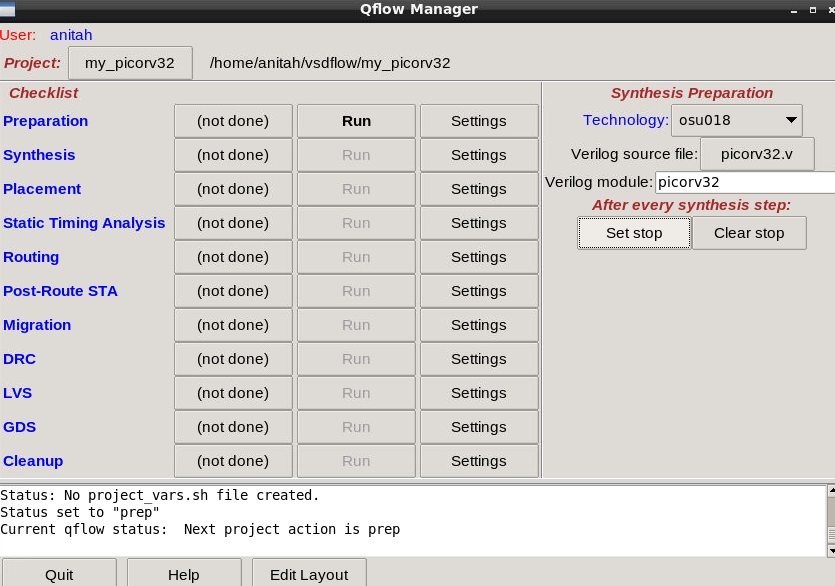 Qflow Manager
User: anitah
Project: my_picorv32 /home/anitah/vsdflow/my_picorv32
Checklist
Preparation (not done) Run Settings
Synthesis (not done) Run Settings
Placement (not done) Run Settings
Static Timing Analysis (not done) Run Settings
Routing (not done) Run Settings
Post-Route STA (not done) Run Settings
Migration (not done) Run Settings
DRC (not done) Run Settings
LVS (not done) Run Settings
GDS (not done) Run Settings
Cleanup (not done) Run Settings
Synthesis Preparation
Technology: osu018
Verilog source file: picorv32.v
Verilog module: picorv32
After every synthesis step:
Set stop Clear stop
Status: No project_vars.sh file created.
Status set to "prep"
Current qflow status:  Next project action is prep
Quit Help Edit Layout